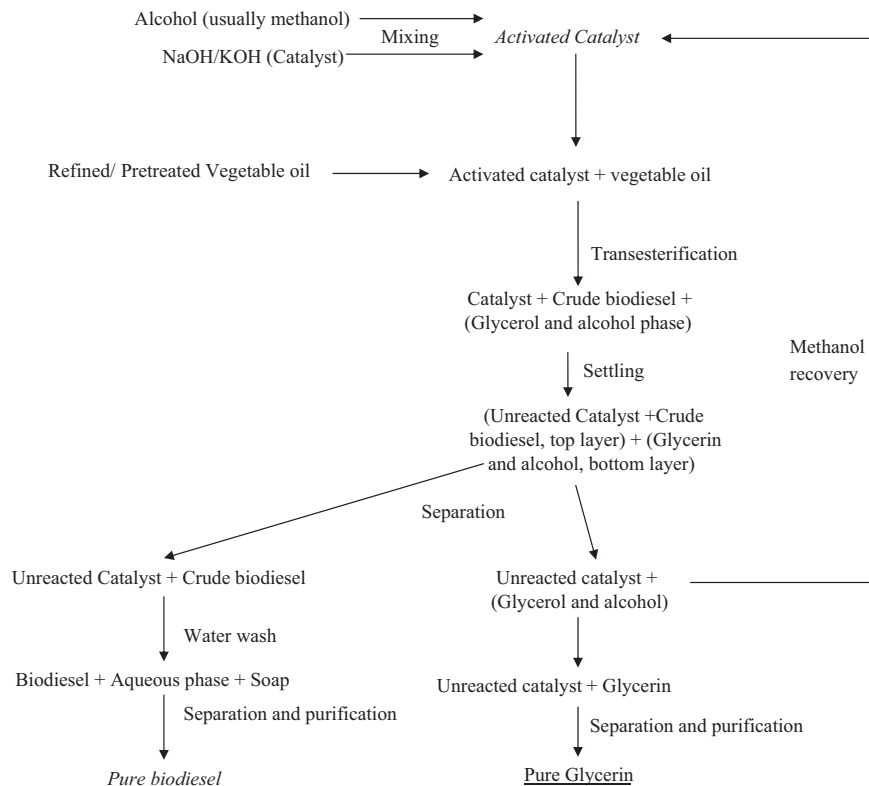 Alcohol (usually methanol)
Mixing
Activated Catalyst
NaOH/KOH (Catalyst)
Refined/ Pretreated Vegetable oil
Activated catalyst + vegetable oil
Transesterification
Catalyst + Crude biodiesel +
(Glycerol and alcohol phase)
Methanol
recovery
Settling
(Unreacted Catalyst +Crude
biodiesel, top layer) + (Glycerin
and alcohol, bottom layer)
Separation
Unreacted Catalyst + Crude biodiesel
Unreacted catalyst +
(Glycerol and alcohol)
Water wash
Biodiesel + Aqueous phase + Soap
Unreacted catalyst + Glycerin
Separation and purification
Separation and purification
Pure biodiesel
Pure Glycerin